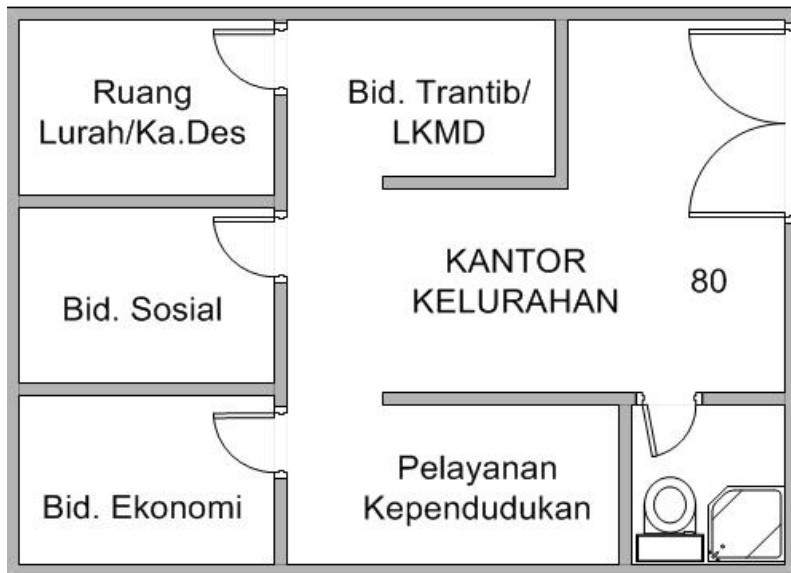 Ruang
Lurah/Ka.Des
Bid. Trantib/
LKMD
Bid. Sosial
KANTOR
KELURAHAN
80
Bid. Ekonomi
Pelayanan
Kependudukan